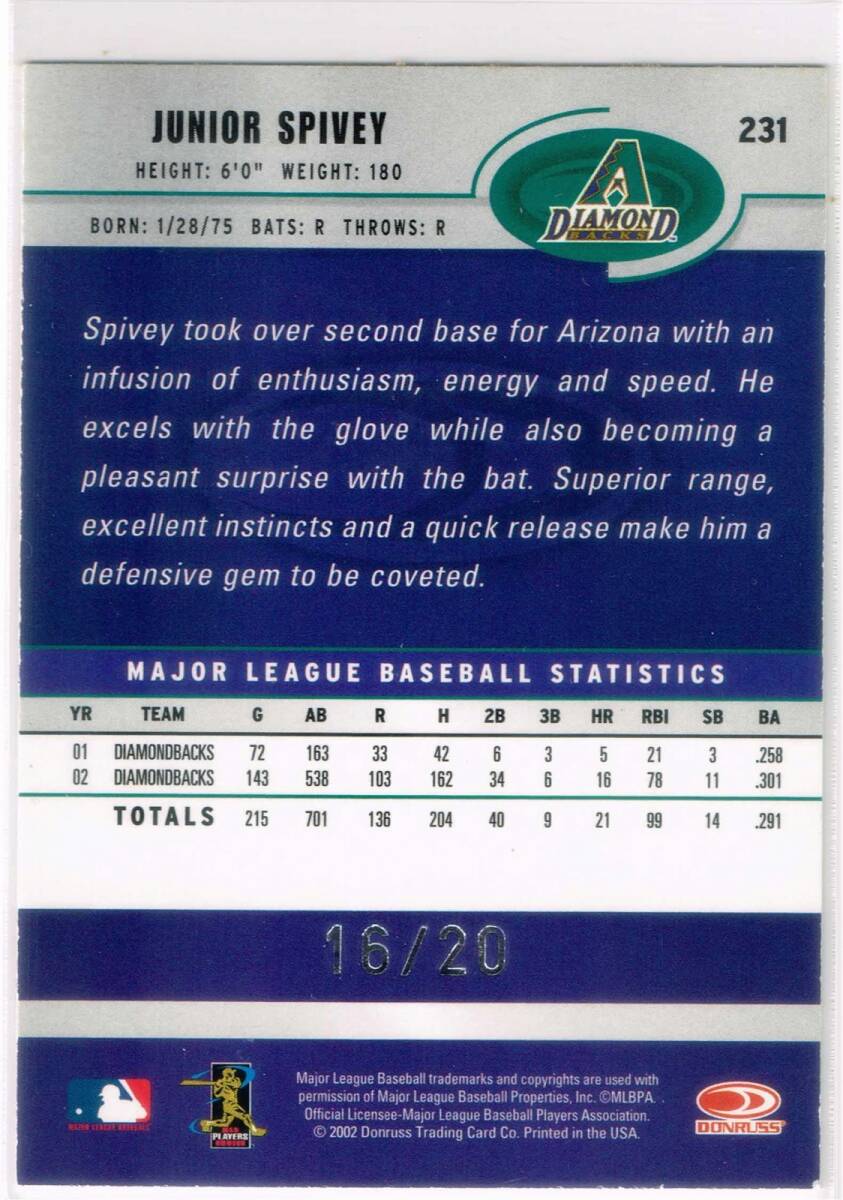 JUNIOR SPIVEY
231
HEIGHT: 6'0" WEIGHT: 180
BORN: 1/28/75 BATS: R THROWS: R
DIAMOND
BACKS
Spivey took over second base for Arizona with an
infusion of enthusiasm, energy and speed. He
excels with the glove while also becoming a
pleasant surprise with the bat. Superior range,
excellent instincts and a quick release make him a
defensive gem to be coveted.
MAJOR LEAGUE BASEBALL STATISTICS
YR TEAM G AB R H 2B 3B HR RBI SB BA
01 DIAMONDBACKS 72 163 33 42 6 3 5 21 3 .258
02 DIAMONDBACKS 143 538 103 162 34 6 16 78 11 .301
TOTALS 215 701 136 204 40 9 21 99 14 .291
16/20
MAJOR LEAGUE BASEBALL
PLAYERS
CHOICE
Major League Baseball trademarks and copyrights are used with
permission of Major League Baseball Properties, Inc. ©MLBPA.
Official Licensee-Major League Baseball Players Association.
© 2002 Donruss Trading Card Co. Printed in the USA.
DONRUSS